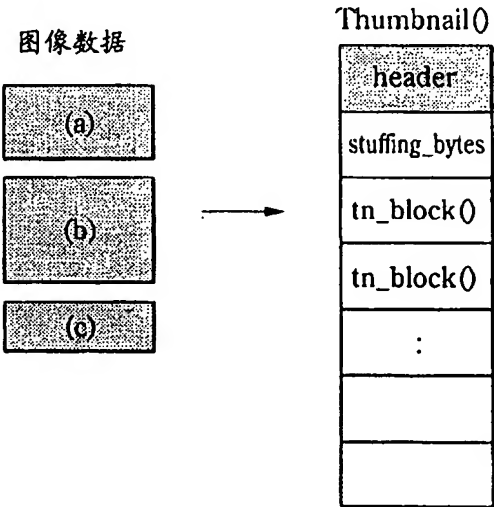 图像数据
(a)
(b)
(c)
Thumbnail()
header
stuffing_bytes
tn_block()
tn_block()
: